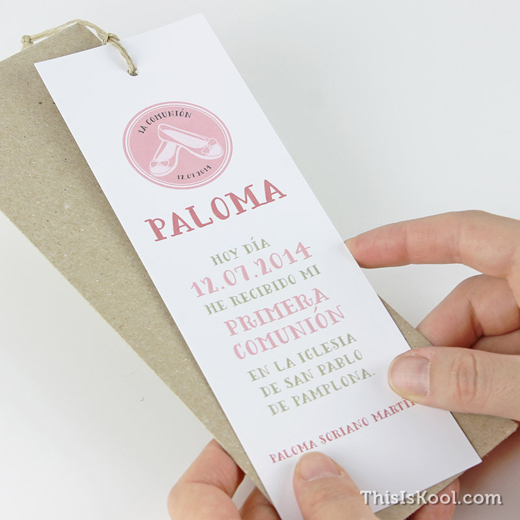 LA COMUNIÓN
12.07.2014
PALOMA
HOY DÍA
12.07.2014
HE RECIBIDO MI
PRIMERA
COMUNIÓN
EN LA IGLESIA
DE SAN PABLO
DE PAMPLONA.
PALOMA SORIANO
ThisIsKool.com